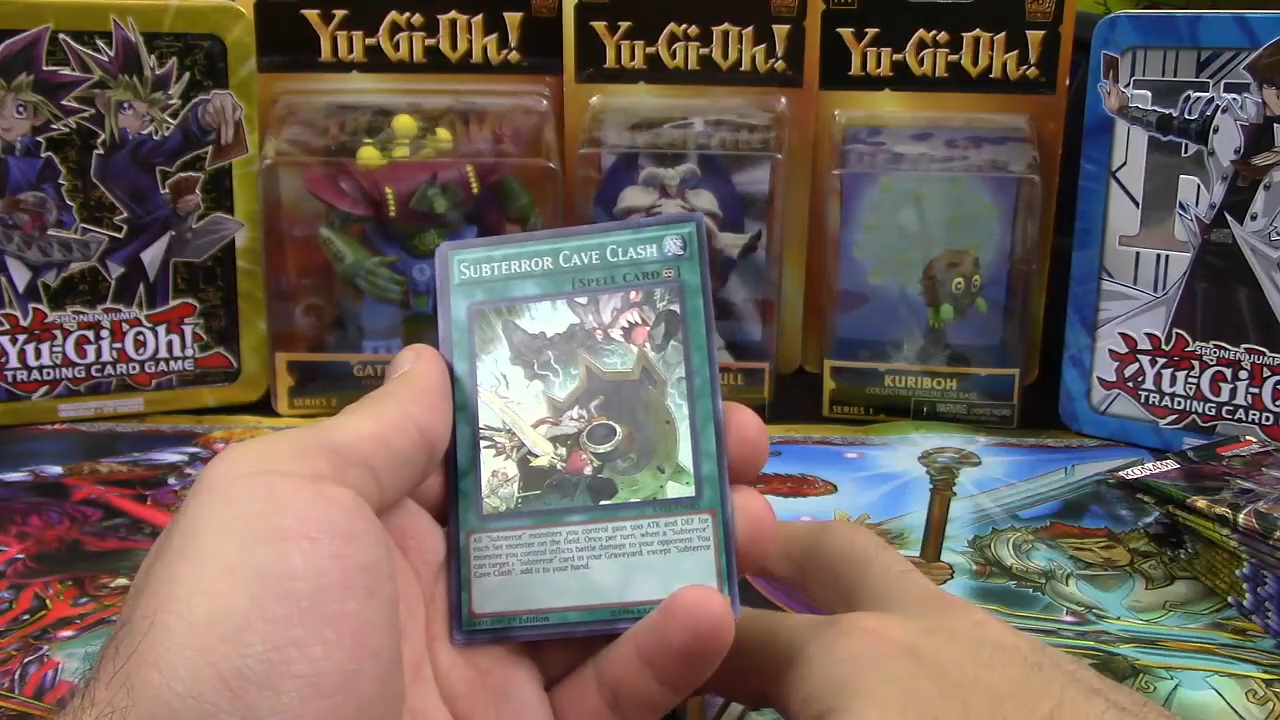 Yu-Gi-Oh!
Yu-Gi-Oh!
Yu-Gi-Oh!
SHONEN JUMP
Yu-Gi-Oh!
TRADING CARD GAME
SERIES 2
KURIBOH
COLLECTIBLE FIGURE ON BASE
SERIES 1
WARNING:
SHONEN JUMP
TRADING CARD
KONAMI
SUBTERROR CAVE CLASH
[SPELL CARD ]
All "Subterror" monsters you control gain 500 ATK and DEF for
each Set monster on the field. Once per turn, when a "Subterror"
monster you control inflicts battle damage to your opponent: You
can target 1 "Subterror" card in your Graveyard, except "Subterror
Cave Clash"; add it to your hand.
1st Edition